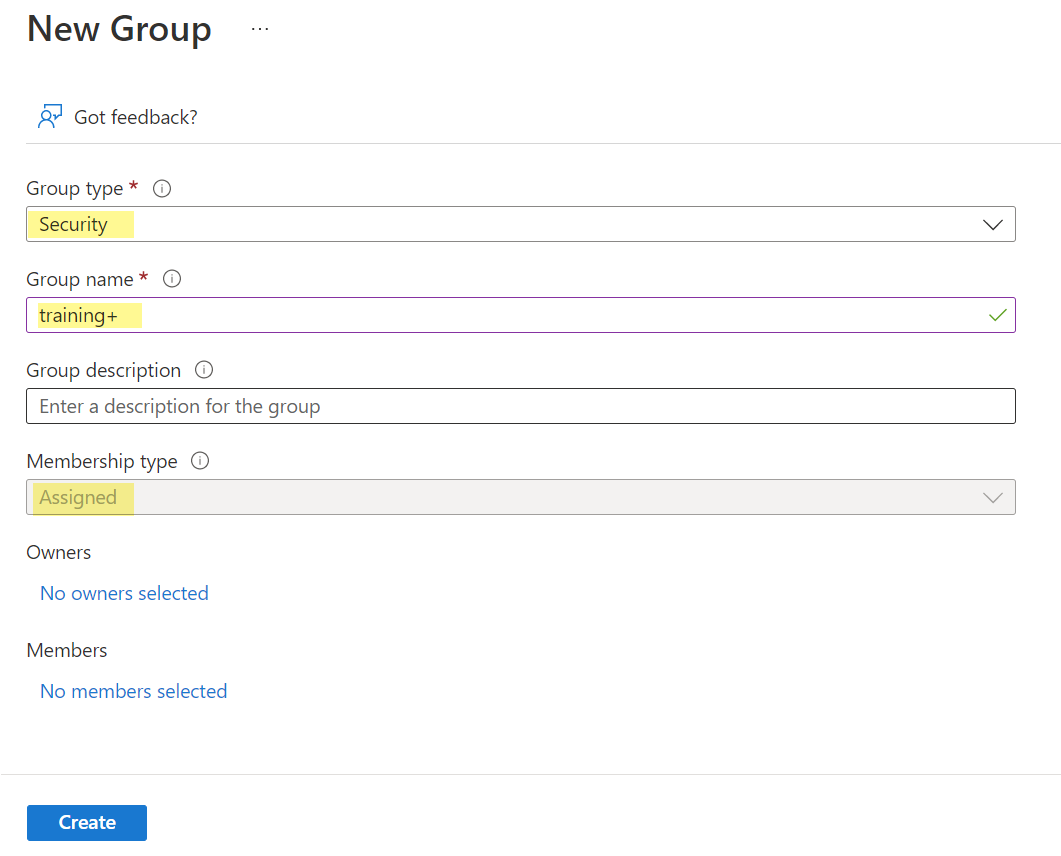 New Group ...
Got feedback?
Group type *
Security
Group name *
training+
Group description
Enter a description for the group
Membership type
Assigned
Owners
No owners selected
Members
No members selected
Create